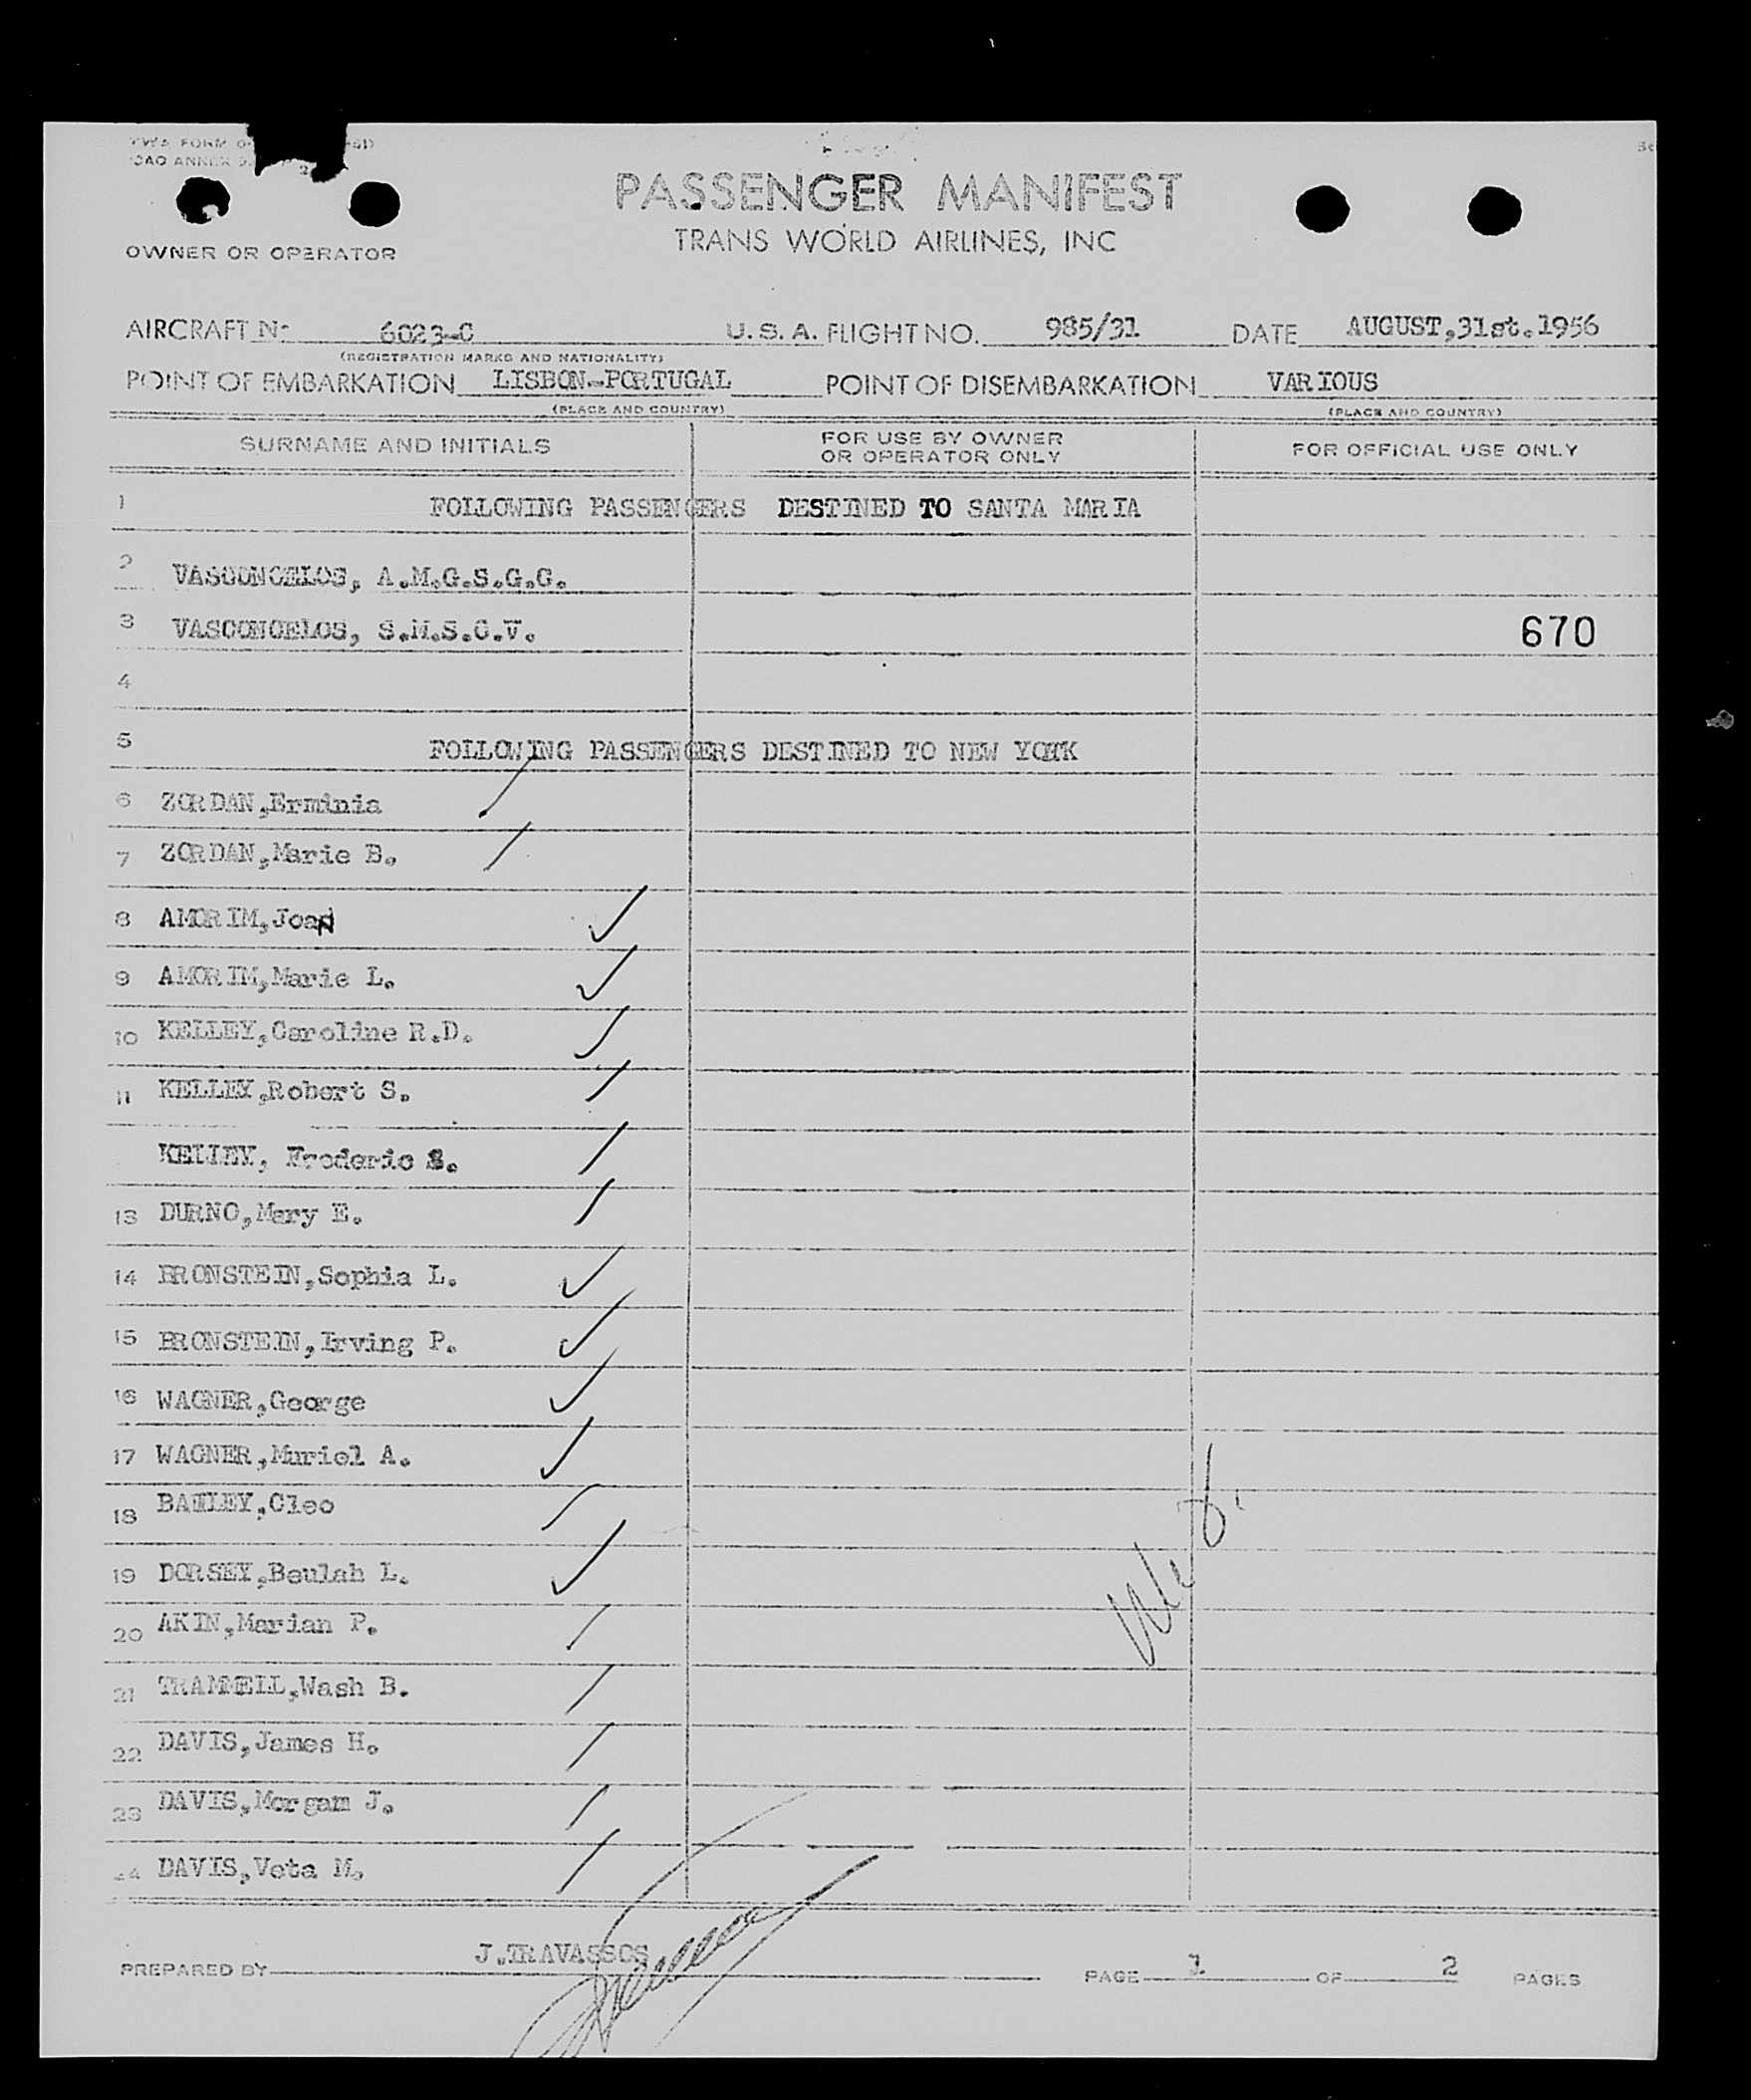 TWA FORM
ICAO ANNEX 9
PASSENGER MANIFEST
TRANS WORLD AIRLINES, INC
OWNER OR OPERATOR
AIRCRAFT No 6023-C U.S.A. FLIGHT NO. 985/31 DATE AUGUST,31st.1956
(REGISTRATION MARKS AND NATIONALITY)
POINT OF EMBARKATION LISBON-PORTUGAL POINT OF DISEMBARKATION VARIOUS
(PLACE AND COUNTRY) (PLACE AND COUNTRY)
SURNAME AND INITIALS FOR USE BY OWNER OR OPERATOR ONLY FOR OFFICIAL USE ONLY
1 FOLLOWING PASSENGERS DESTINED TO SANTA MARIA
2 VASCONCELOS, A.M.G.S.G.G.
3 VASCONCELOS, S.M.S.G.V. 670
4
5 FOLLOWING PASSENGERS DESTINED TO NEW YORK
6 ZORDAN,Erminia
7 ZORDAN,Marie B.
8 AMORIM,Joan
9 AMORIM,Marie L.
10 KELLEY,Caroline R.D.
11 KELLEY,Robert S.
KELLEY, Frederic S.
13 DURNO,Mary E.
14 BRONSTEIN,Sophia L.
15 BRONSTEIN,Irving P.
16 WAGNER,George
17 WAGNER,Muriel A.
18 BAILEY,Cleo
19 DORSEY,Beulah L.
20 AKIN,Marian P.
21 TRAMMELL,Wash B.
22 DAVIS,James H.
23 DAVIS,Morgam J.
24 DAVIS,Veta M.
PREPARED BY J.TRAVASSOS PAGE 1 OF 2 PAGES